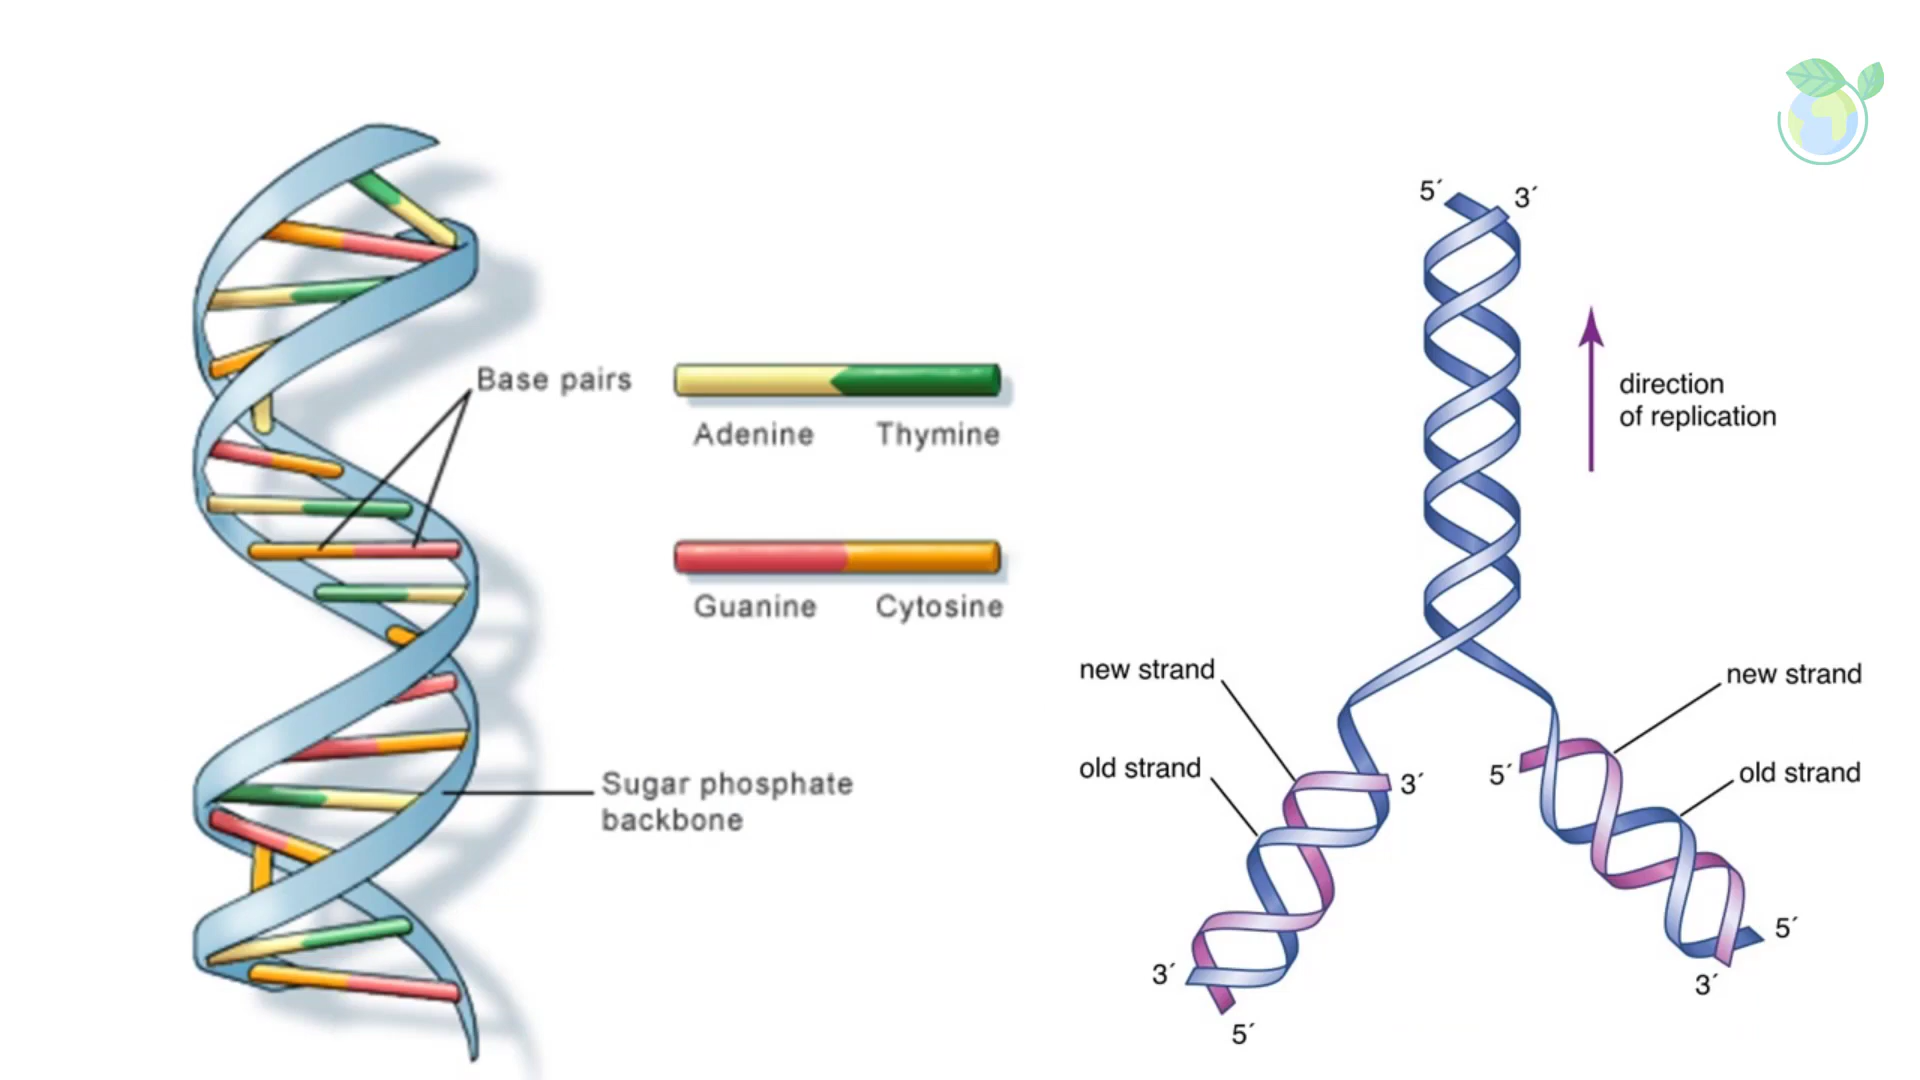 Base pairs
Adenine Thymine
Guanine Cytosine
Sugar phosphate
backbone
5´ 3´
direction
of replication
new strand
old strand
3´
3´
5´
new strand
old strand
5´
5´
3´